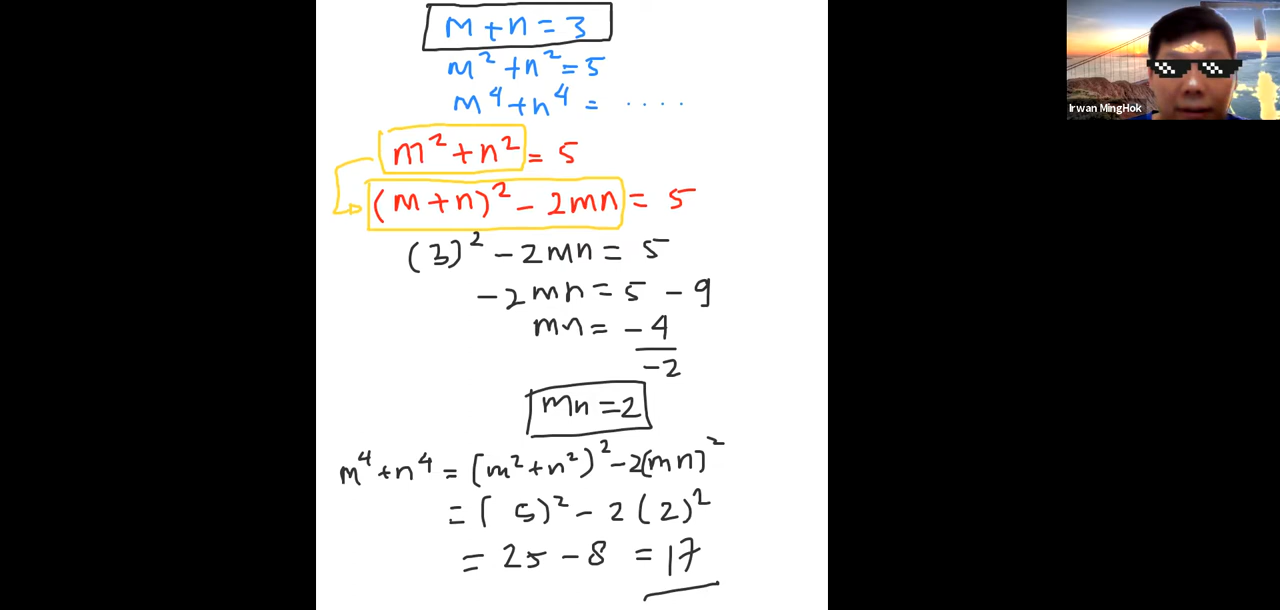 m + n = 3
m² + n² = 5
m⁴ + n⁴ = ....
m² + n² = 5
(m + n)² - 2mn = 5
(3)² - 2mn = 5
-2mn = 5 - 9
mn = -4
-2
mn = 2
m⁴ + n⁴ = (m² + n²)² - 2(mn)²
= (5)² - 2(2)²
= 25 - 8 = 17
Irwan MingHok